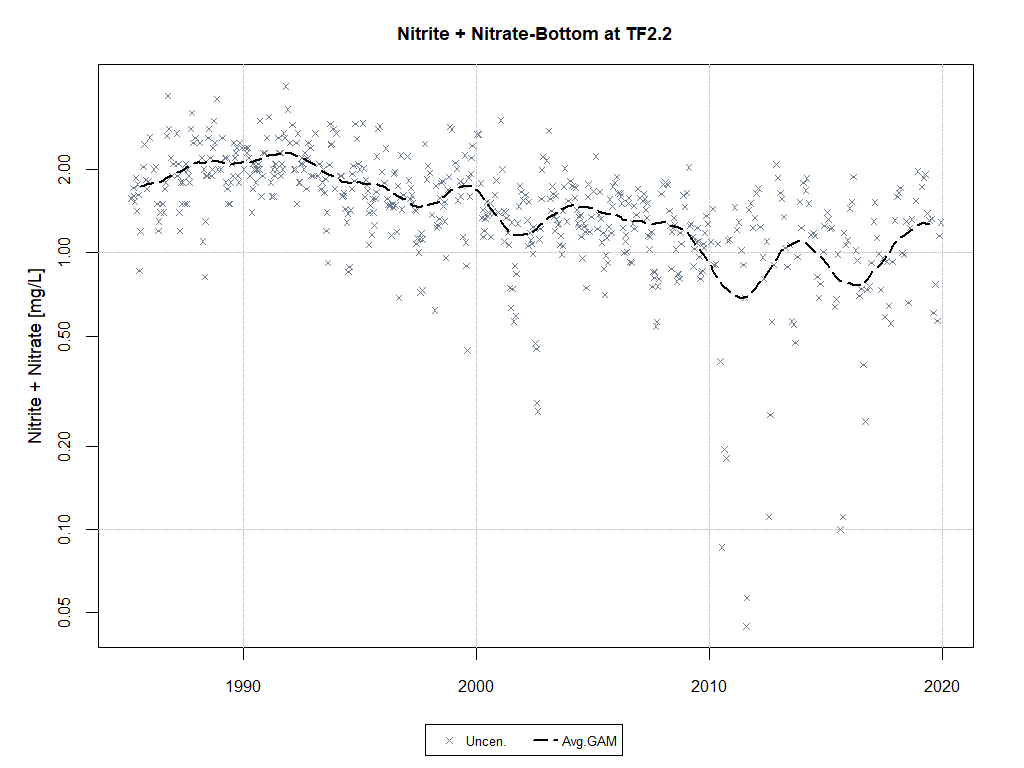 Nitrite + Nitrate-Bottom at TF2.2
Nitrite + Nitrate [mg/L]
2.00
1.00
0.50
0.20
0.10
0.05
1990
2000
2010
2020
Uncen.
Avg.GAM